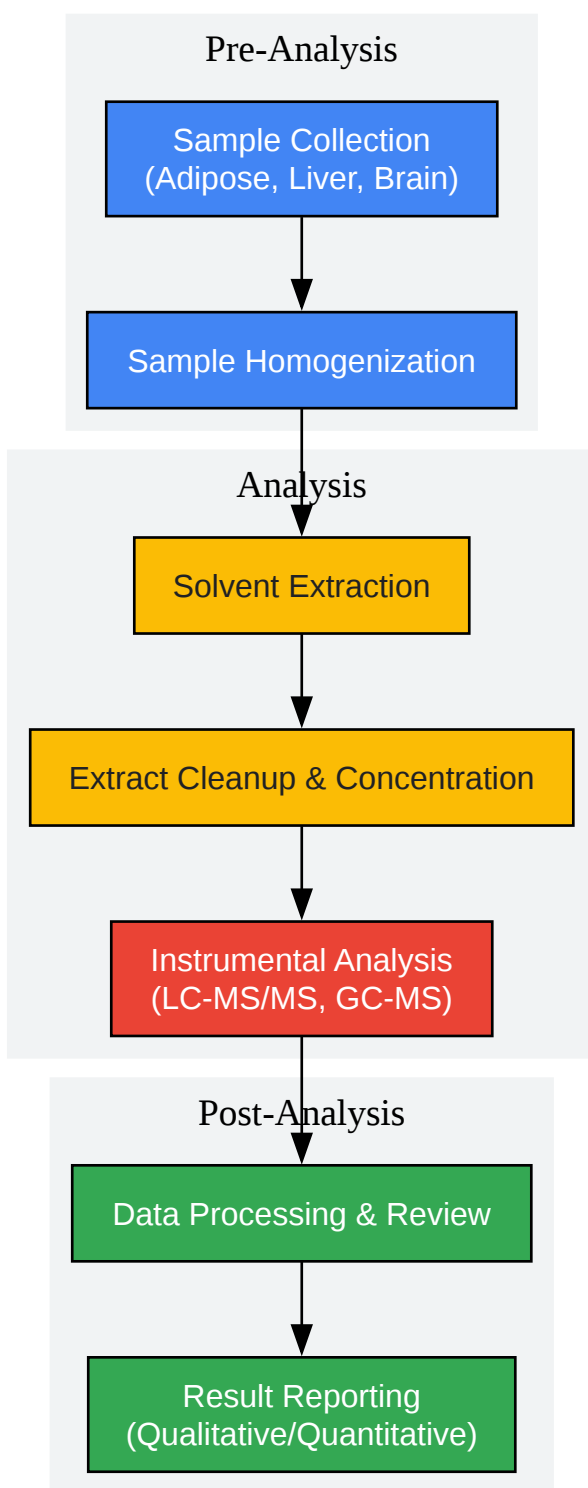 Pre-Analysis
Sample Collection
(Adipose, Liver, Brain)
Sample Homogenization
Analysis
Solvent Extraction
Extract Cleanup & Concentration
Instrumental Analysis
(LC-MS/MS, GC-MS)
Post-Analysis
Data Processing & Review
Result Reporting
(Qualitative/Quantitative)